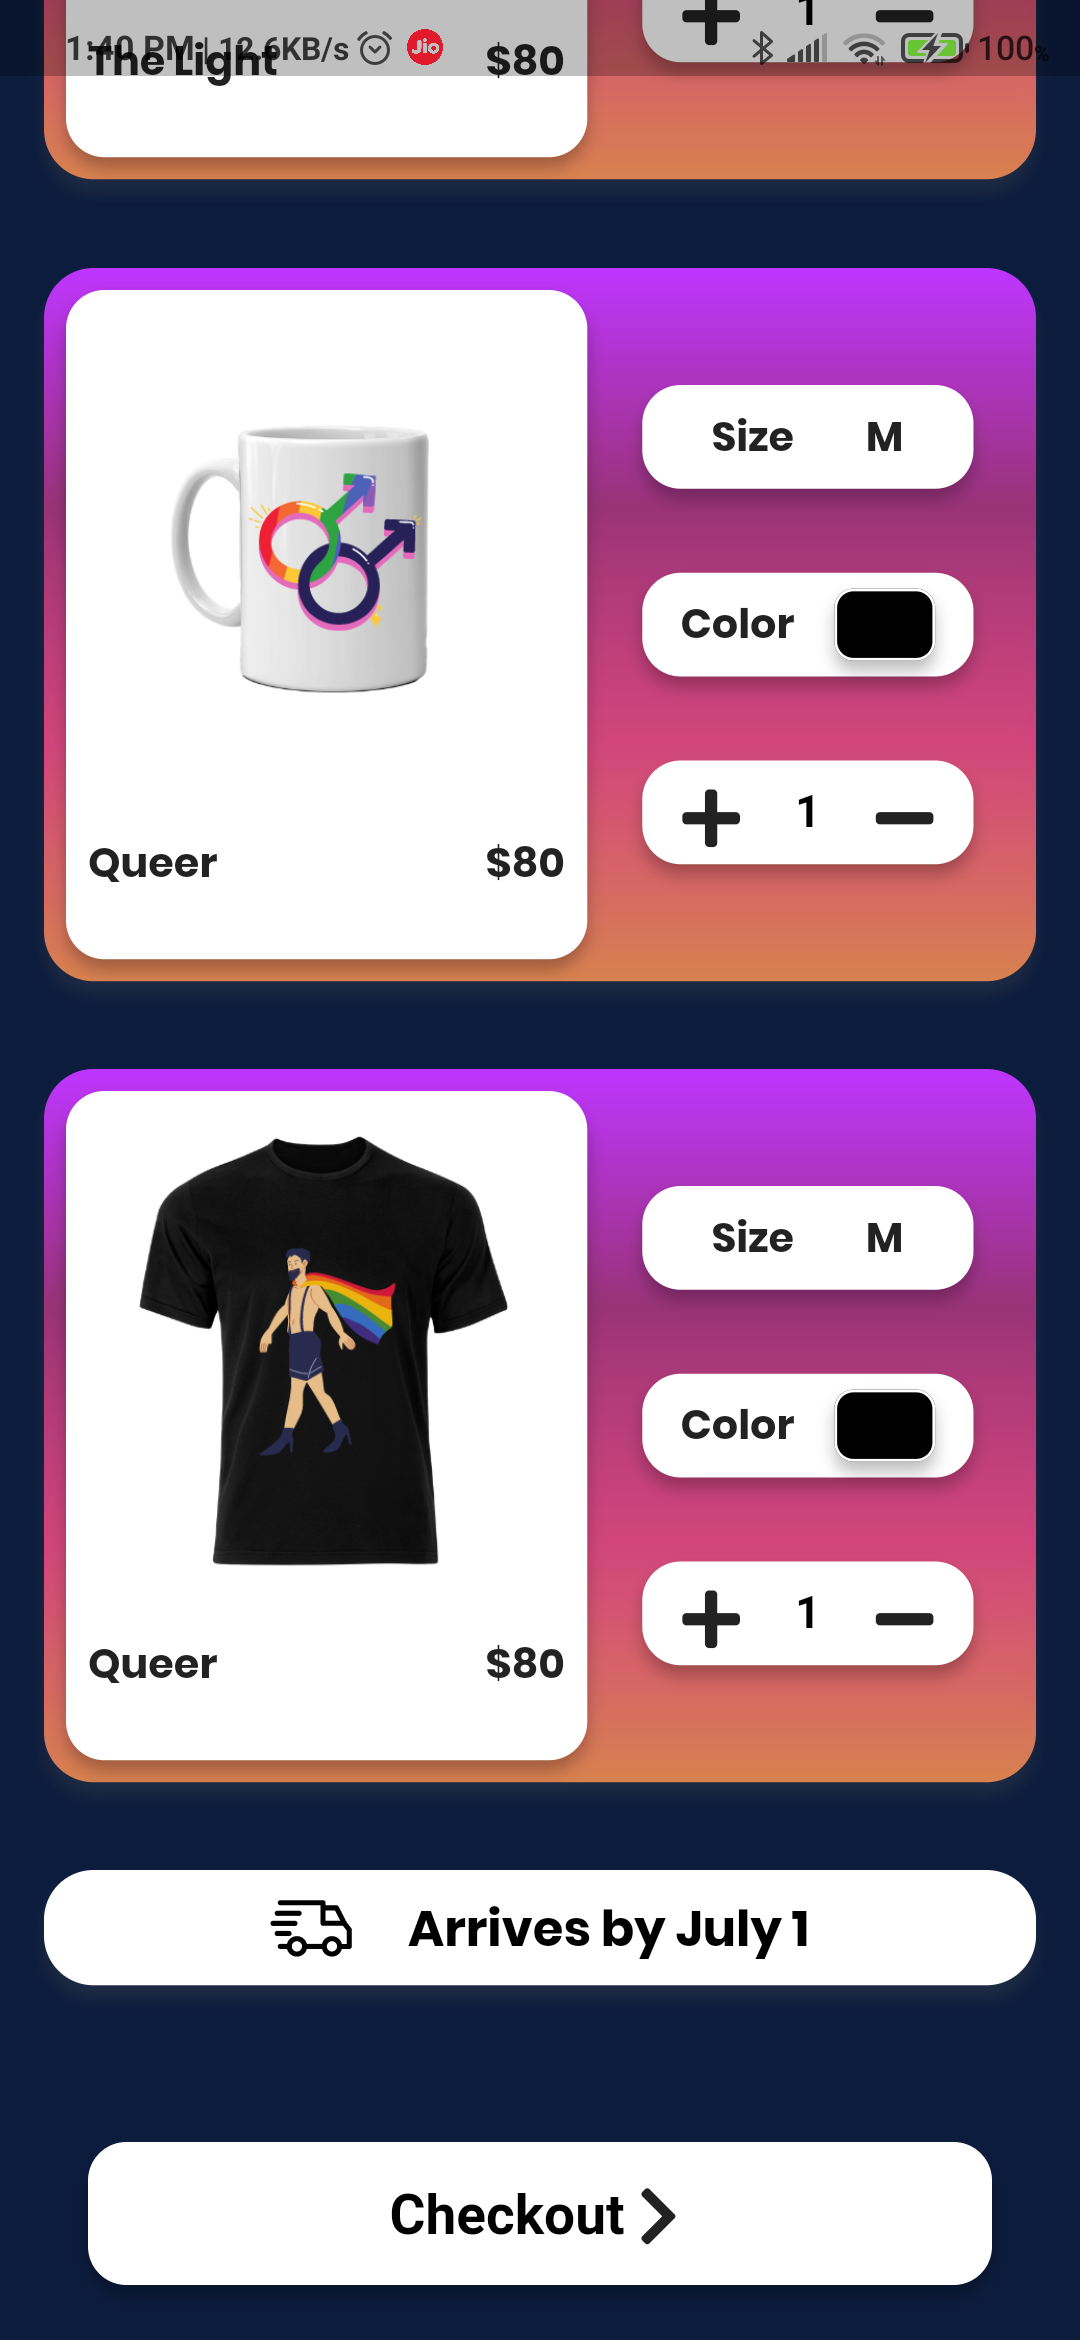 1:40 PM | 12.6KB/s Jio 100%
1
The Light $80
Size M
Color
1
Queer $80
Size M
Color
1
Queer $80
Arrives by July 1
Checkout